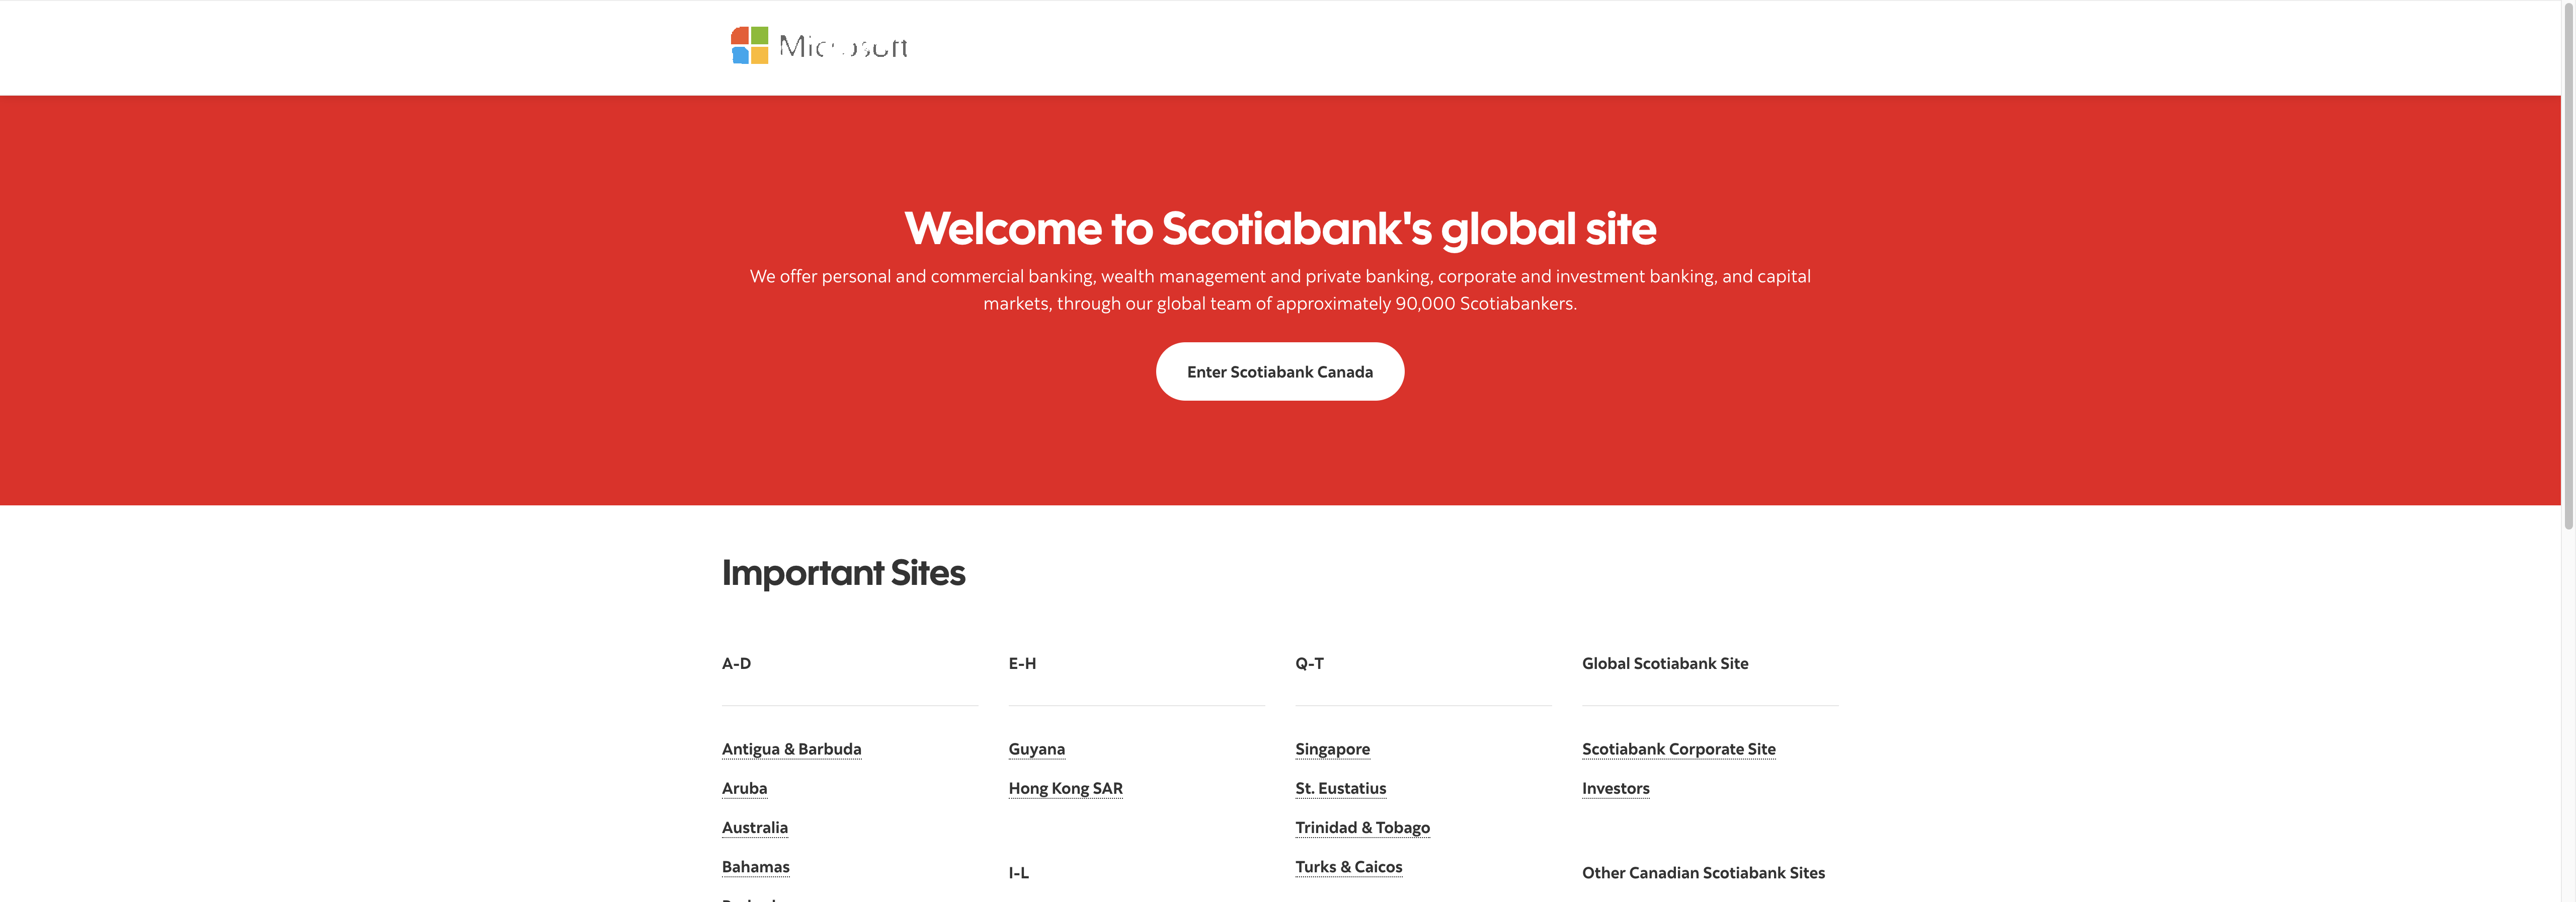 Microsoft
Welcome to Scotiabank's global site
We offer personal and commercial banking, wealth management and private banking, corporate and investment banking, and capital
markets, through our global team of approximately 90,000 Scotiabankers.
Enter Scotiabank Canada
Important Sites
A-D
Antigua & Barbuda
Aruba
Australia
Bahamas
E-H
Guyana
Hong Kong SAR
I-L
Q-T
Singapore
St. Eustatius
Trinidad & Tobago
Turks & Caicos
Global Scotiabank Site
Scotiabank Corporate Site
Investors
Other Canadian Scotiabank Sites